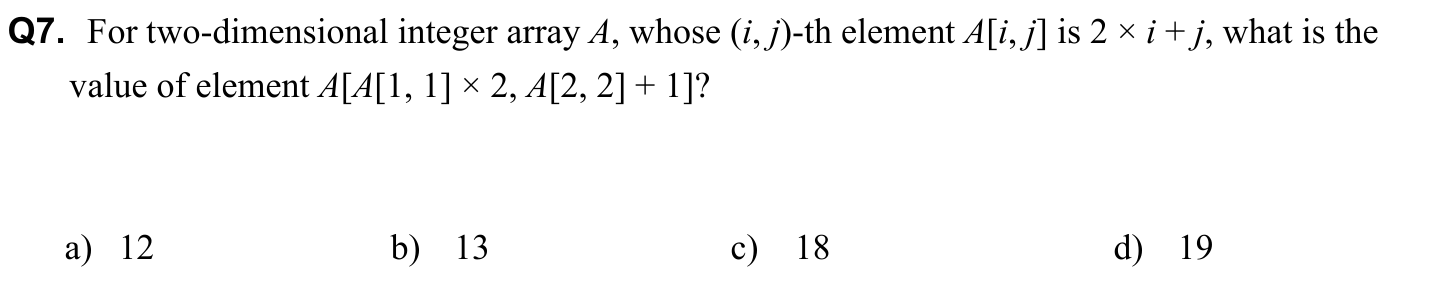 Q7. For two-dimensional integer array A, whose (i, j)-th element A[i, j] is 2 × i + j, what is the
value of element A[A[1, 1] × 2, A[2, 2] + 1]?
a) 12 b) 13 c) 18 d) 19